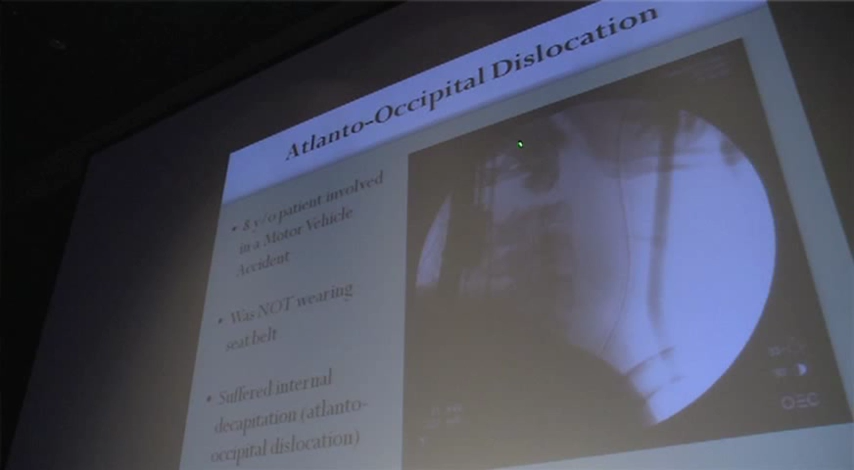 Atlanto-Occipital Dislocation
• 8 y/o patient involved
in a Motor Vehicle
Accident
• Was NOT wearing
seat belt
• Suffered internal
decapitation (atlanto-
occipital dislocation)
OEC